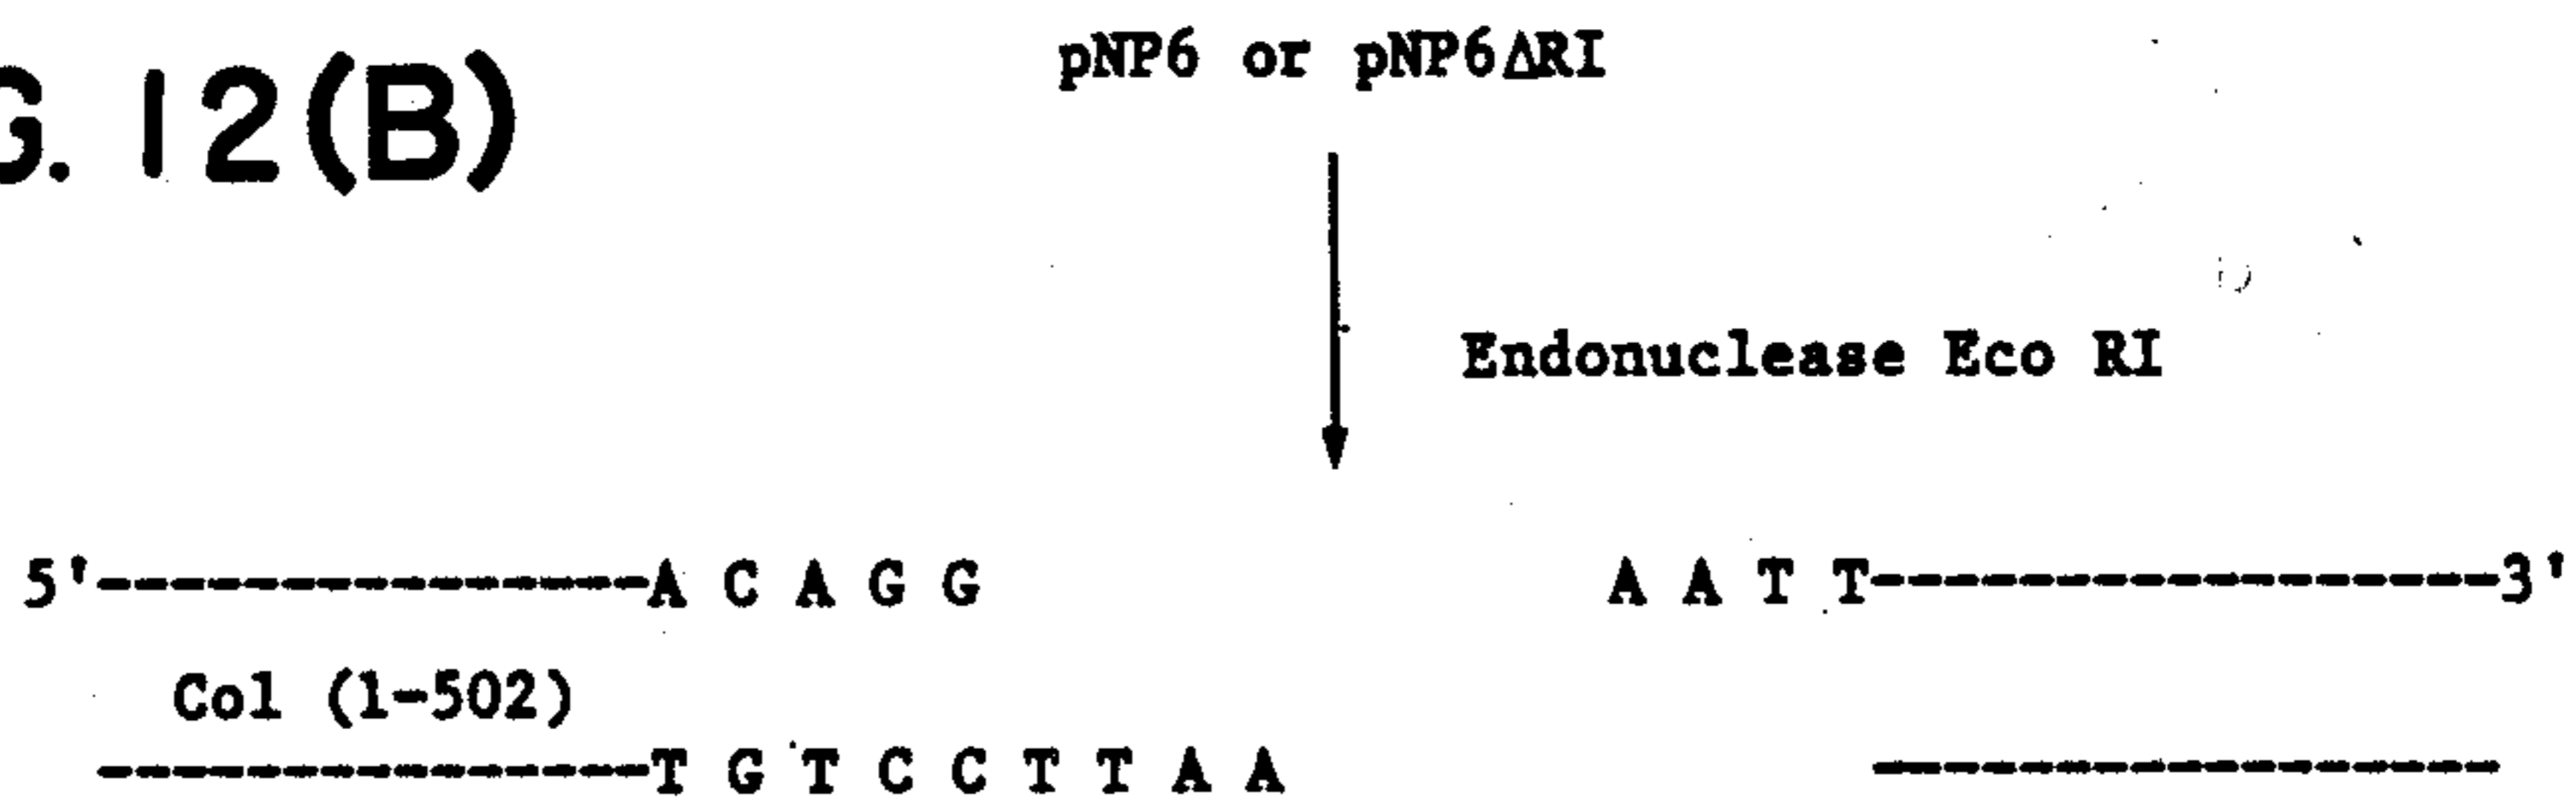 G. 12(B)
pNP6 or pNP6ΔRI
Endonuclease Eco RI
5'---------------A C A G G A A T T-----------------3'
Col (1-502)
---------------T G T C C T T A A -----------------